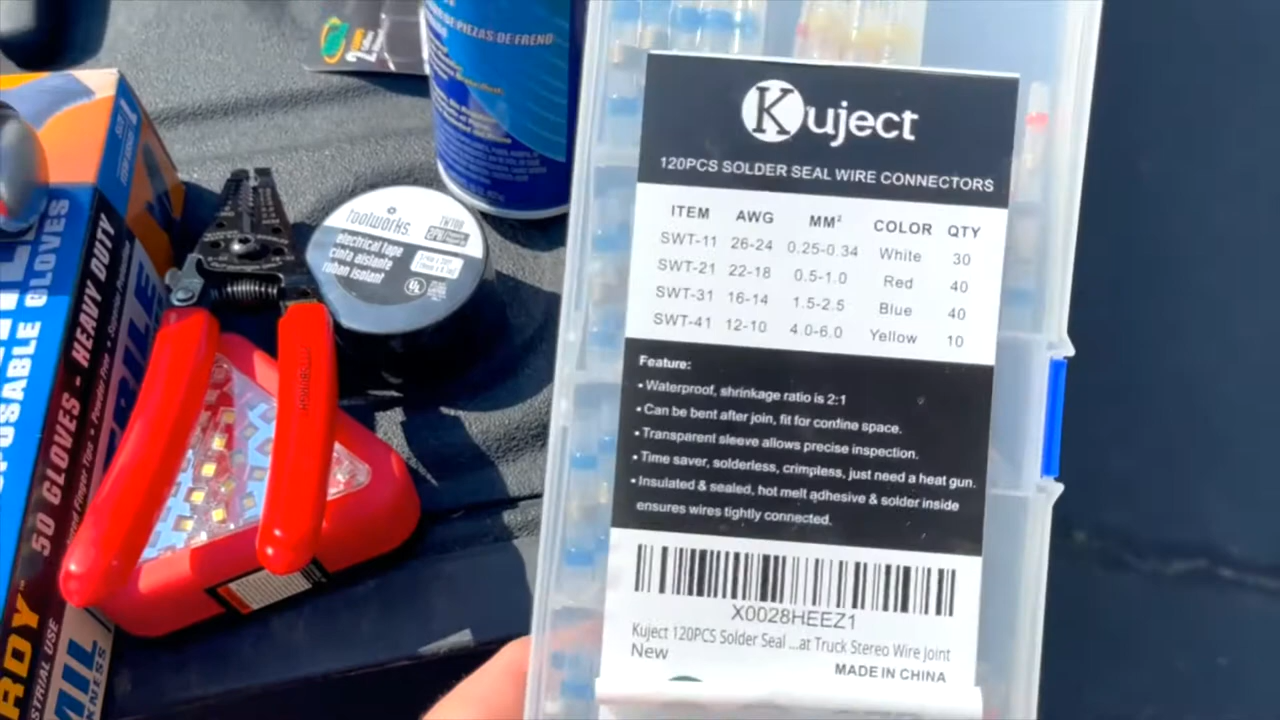 Kuject
120PCS SOLDER SEAL WIRE CONNECTORS
ITEM AWG MM² COLOR QTY
SWT-11 26-24 0.25-0.34 White 30
SWT-21 22-18 0.5-1.0 Red 40
SWT-31 16-14 1.5-2.5 Blue 40
SWT-41 12-10 4.0-6.0 Yellow 10
Feature:
• Waterproof, shrinkage ratio is 2:1
• Can be bent after join, fit for confine space.
• Transparent sleeve allows precise inspection.
• Time saver, solderless, crimpless, just need a heat gun.
• Insulated & sealed, hot melt adhesive & solder inside
ensures wires tightly connected.
X0028HEEZ1
Kuject 120PCS Solder Seal ...at Truck Stereo Wire Joint
New
MADE IN CHINA
DE PIEZAS DE FRENO
toolworks
electrical tape
cinta aislante
ruban isolant
POSABLE GLOVES
50 GLOVES - HEAVY DUTY